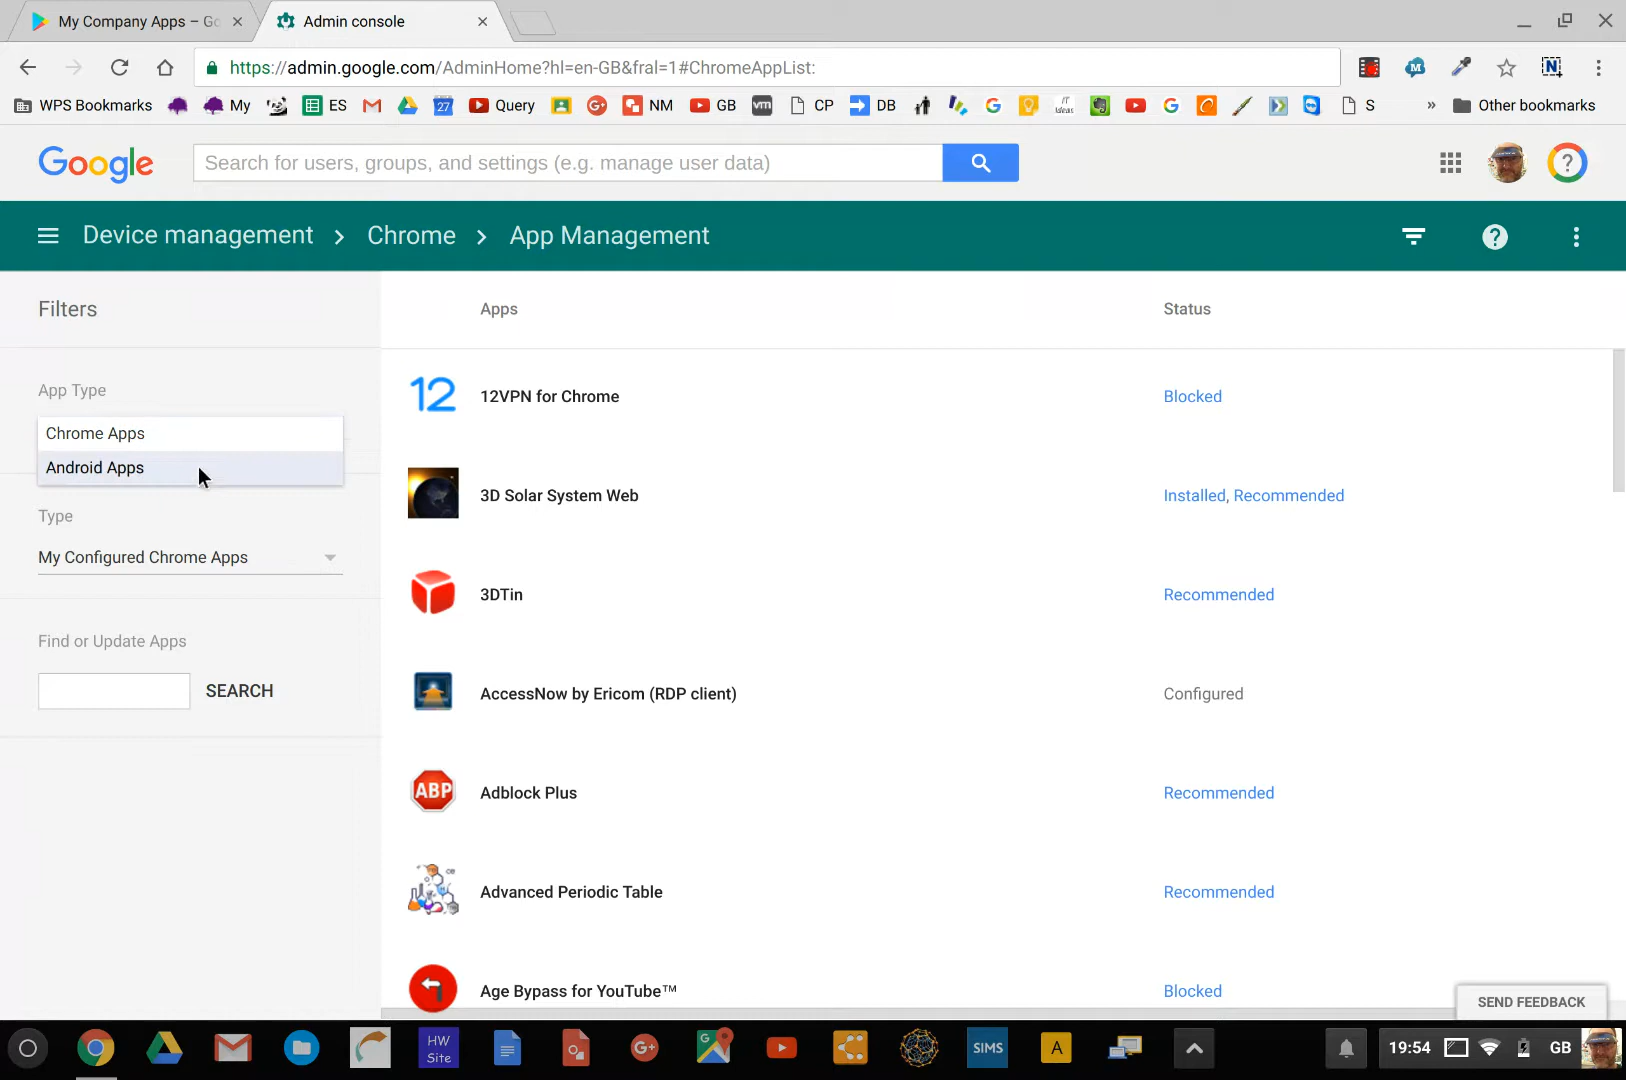 My Company Apps – Go
Admin console
https://admin.google.com/AdminHome?hl=en-GB&fral=1#ChromeAppList:
WPS Bookmarks
My
ES
27
Query
NM
GB
vm
CP
DB
IT
Ideas
S
»
Other bookmarks
Google
Search for users, groups, and settings (e.g. manage user data)
Device management > Chrome > App Management
Filters
Apps
Status
App Type
Chrome Apps
Android Apps
Type
My Configured Chrome Apps
Find or Update Apps
SEARCH
12
12VPN for Chrome
Blocked
3D Solar System Web
Installed, Recommended
3DTin
Recommended
AccessNow by Ericom (RDP client)
Configured
ABP
Adblock Plus
Recommended
Advanced Periodic Table
Recommended
Age Bypass for YouTube™
Blocked
SEND FEEDBACK
HW
Site
SIMS
A
19:54
GB